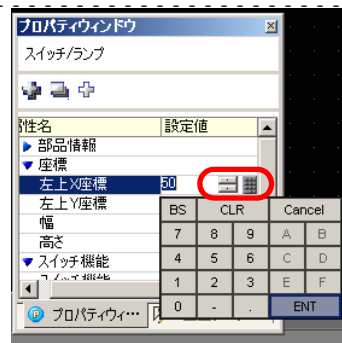 プロパティウィンドウ
スイッチ/ランプ
属性名 設定値
部品情報
座標
左上X座標 50
左上Y座標
幅
高さ
スイッチ機能
BS CLR Cancel
7 8 9 A B
4 5 6 C D
1 2 3 E F
0 - . ENT
プロパティウィ…